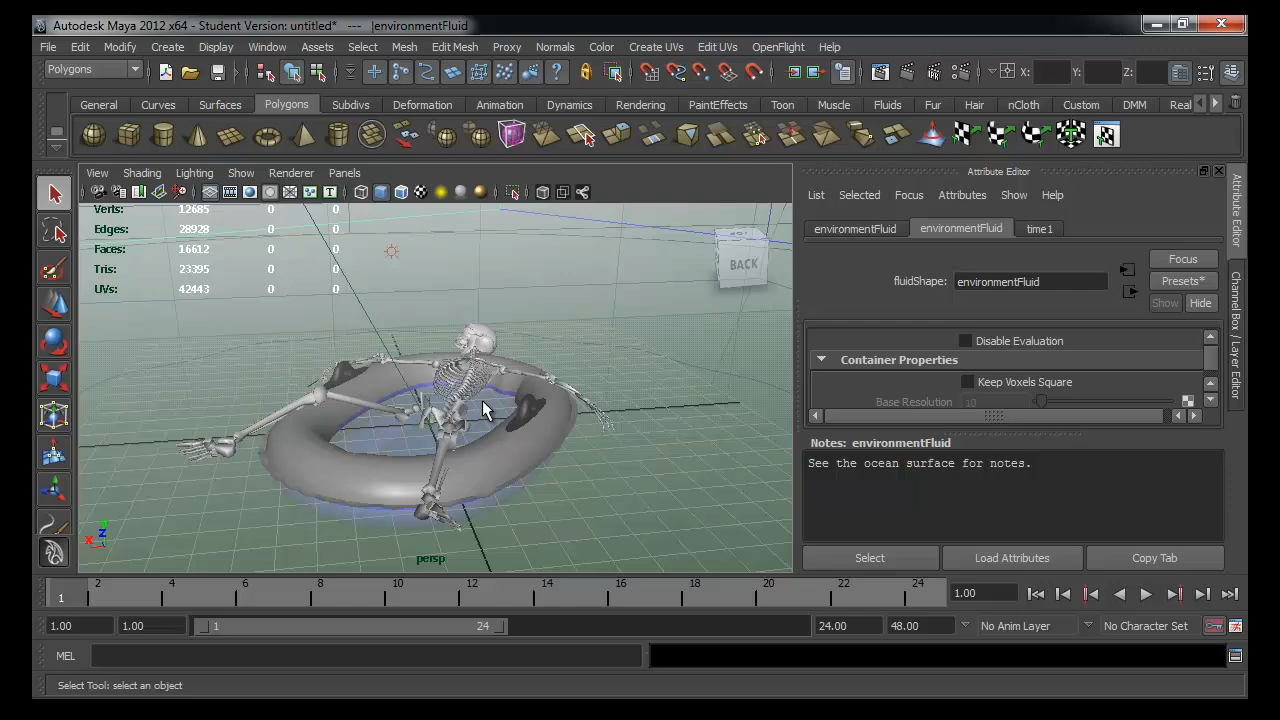 Autodesk Maya 2012 x64 - Student Version: untitled* --- |environmentFluid
File Edit Modify Create Display Window Assets Select Mesh Edit Mesh Proxy Normals Color Create UVs Edit UVs OpenFlight Help
Polygons X: Y: Z:
General Curves Surfaces Polygons Subdivs Deformation Animation Dynamics Rendering PaintEffects Toon Muscle Fluids Fur Hair nCloth Custom DMM Real
View Shading Lighting Show Renderer Panels
Verts: 12685 0 0
Edges: 28928 0 0
Faces: 16612 0 0
Tris: 23395 0 0
UVs: 42443 0 0
BACK
persp
Attribute Editor
List Selected Focus Attributes Show Help
environmentFluid environmentFluid time1
Focus
fluidShape: environmentFluid Presets*
Show Hide
Disable Evaluation
Container Properties
Keep Voxels Square
Base Resolution 10
Notes: environmentFluid
See the ocean surface for notes.
Select Load Attributes Copy Tab
Attribute Editor
Channel Box / Layer Editor
2 4 6 8 10 12 14 16 18 20 22 24
1 1.00
1.00 1.00 1 24 24.00 48.00 No Anim Layer No Character Set
MEL
Select Tool: select an object